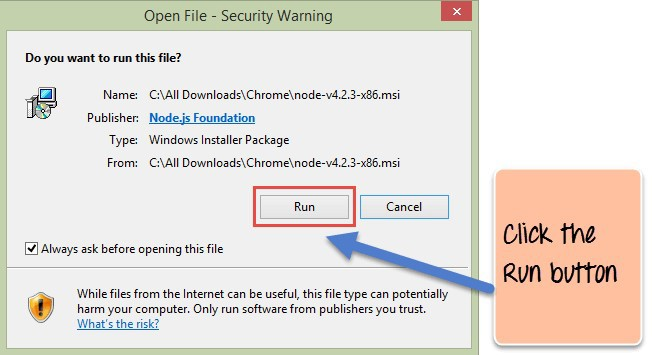 Open File - Security Warning
Do you want to run this file?
Name: C:\All Downloads\Chrome\node-v4.2.3-x86.msi
Publisher: Node.js Foundation
Type: Windows Installer Package
From: C:\All Downloads\Chrome\node-v4.2.3-x86.msi
Run Cancel
Always ask before opening this file
While files from the Internet can be useful, this file type can potentially
harm your computer. Only run software from publishers you trust.
What's the risk?
Click the
Run button